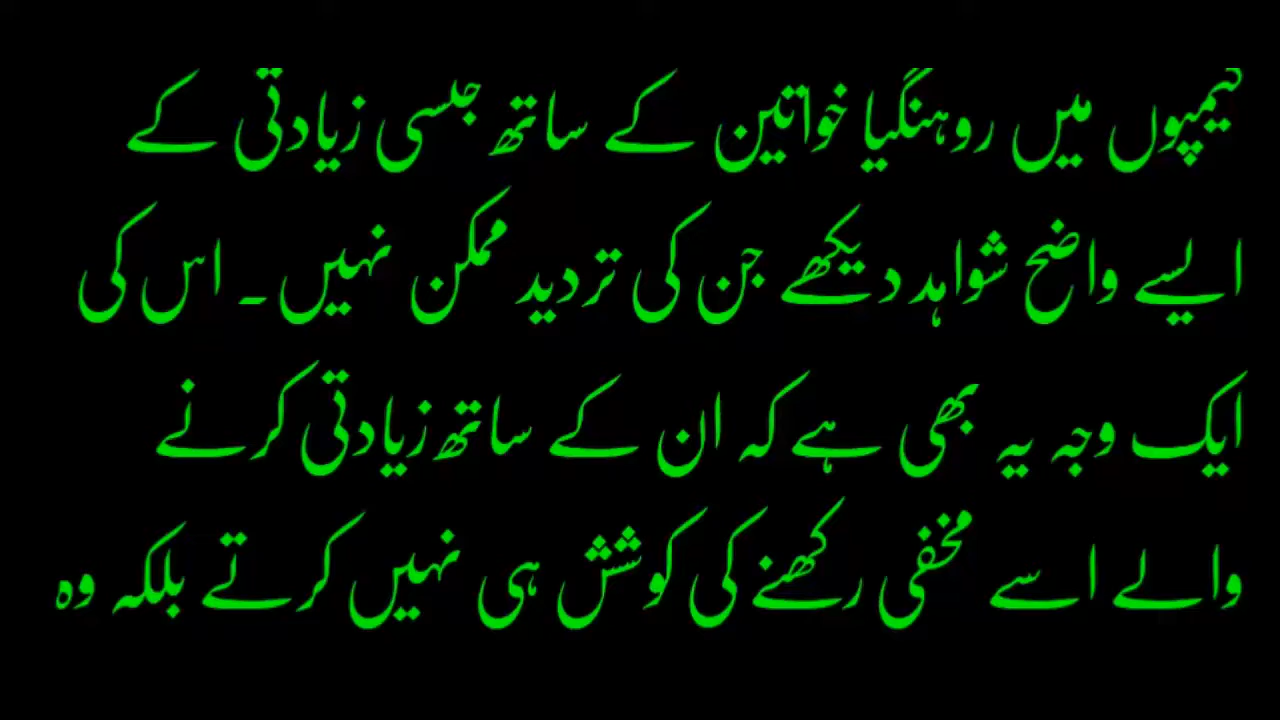 کیمپوں میں روہنگیا خواتین کے ساتھ جنسی زیادتی کے
ایسے واضح شواہد دیکھے جن کی تردید ممکن نہیں۔ اس کی
ایک وجہ یہ بھی ہے کہ ان کے ساتھ زیادتی کرنے
والے اسے مخفی رکھنے کی کوشش ہی نہیں کرتے بلکہ وہ